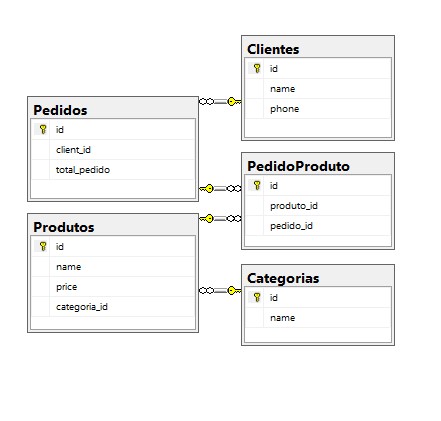 Clientes
id
name
phone
Pedidos
id
client_id
total_pedido
PedidoProduto
id
produto_id
pedido_id
Produtos
id
name
price
categoria_id
Categorias
id
name